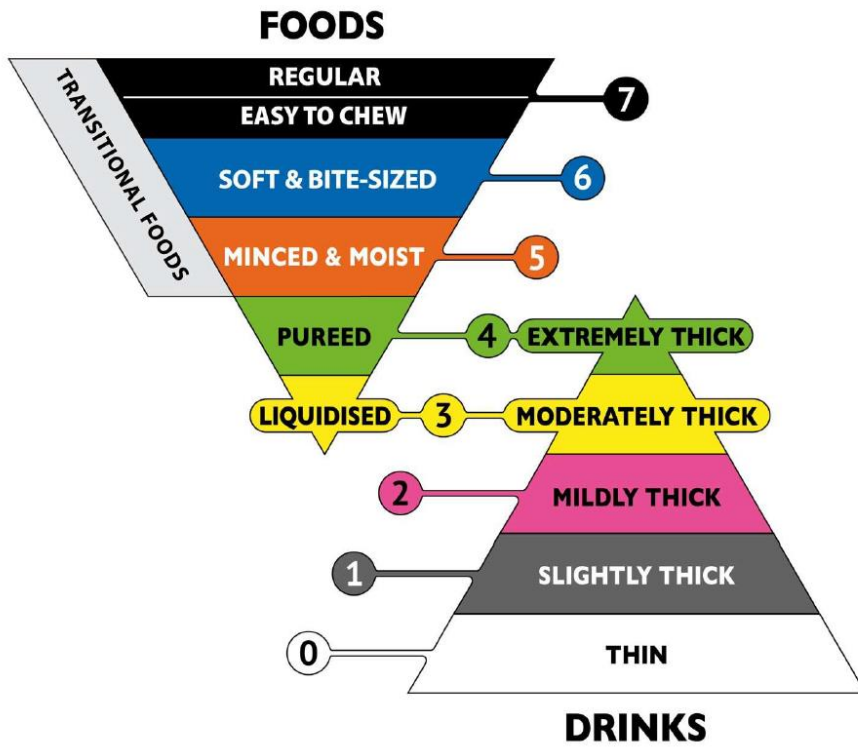 FOODS
REGULAR
7
EASY TO CHEW
TRANSITIONAL FOODS
SOFT & BITE-SIZED
6
MINCED & MOIST
5
PUREED
4
EXTREMELY THICK
LIQUIDISED
3
MODERATELY THICK
2
MILDLY THICK
1
SLIGHTLY THICK
0
THIN
DRINKS